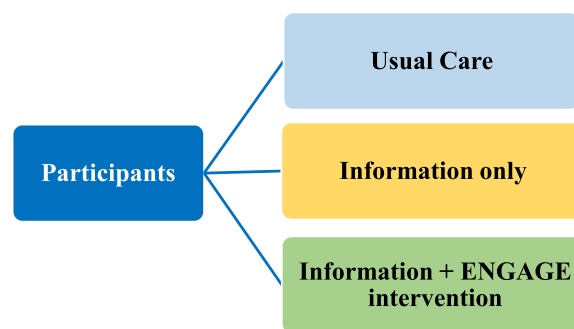 Usual Care
Participants
Information only
Information + ENGAGE
intervention